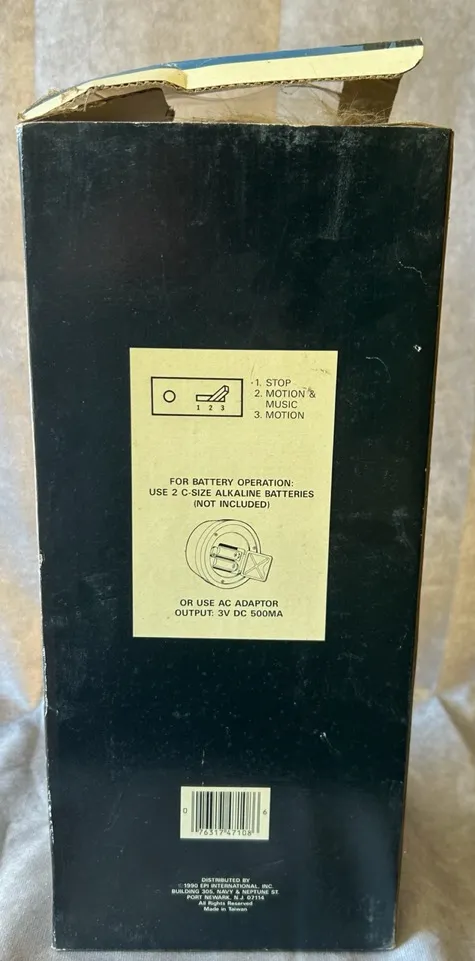 1. STOP
2. MOTION &
MUSIC
3. MOTION
1 2 3
FOR BATTERY OPERATION:
USE 2 C-SIZE ALKALINE BATTERIES
(NOT INCLUDED)
OR USE AC ADAPTOR
OUTPUT: 3V DC 500MA
0 76317 47108 6
DISTRIBUTED BY
©1990 EPI INTERNATIONAL, INC.
BUILDING 305, NAVY & NEPTUNE ST.
PORT NEWARK, N.J. 07114
All Rights Reserved
Made in Taiwan